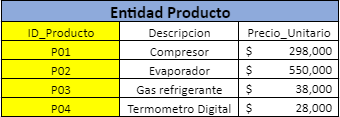 Entidad Producto
ID_Producto Descripcion Precio_Unitario
P01 Compresor $ 298,000
P02 Evaporador $ 550,000
P03 Gas refrigerante $ 38,000
P04 Termometro Digital $ 28,000